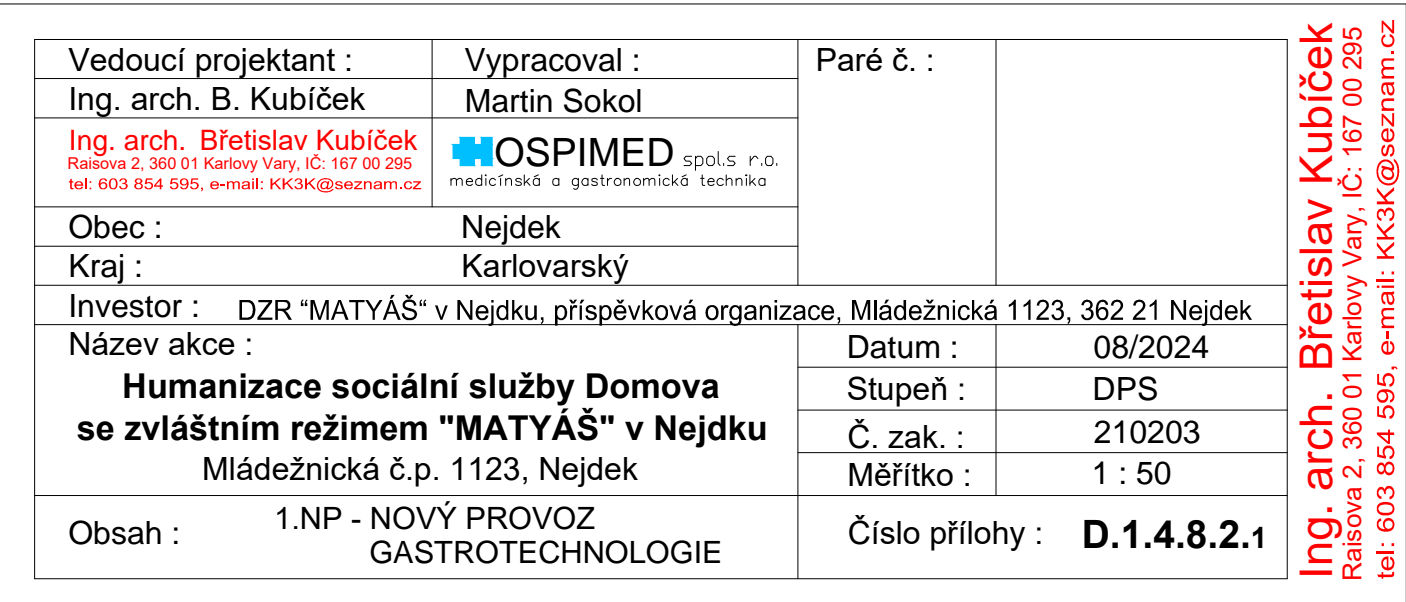 Vedoucí projektant :
Vypracoval :
Paré č. :
Ing. arch. B. Kubíček
Martin Sokol
Ing. arch. Břetislav Kubíček
Raisova 2, 360 01 Karlovy Vary, IČ: 167 00 295
tel: 603 854 595, e-mail: KK3K@seznam.cz
HOSPIMED spol.s r.o.
medicínská a gastronomická technika
Obec : Nejdek
Kraj : Karlovarský
Investor : DZR “MATYÁŠ“ v Nejdku, příspěvková organizace, Mládežnická 1123, 362 21 Nejdek
Název akce :
Humanizace sociální služby Domova
se zvláštním režimem "MATYÁŠ" v Nejdku
Mládežnická č.p. 1123, Nejdek
Datum : 08/2024
Stupeň : DPS
Č. zak. : 210203
Měřítko : 1 : 50
Obsah : 1.NP - NOVÝ PROVOZ
GASTROTECHNOLOGIE
Číslo přílohy : D.1.4.8.2.1
Ing. arch. Břetislav Kubíček
Raisova 2, 360 01 Karlovy Vary, IČ: 167 00 295
tel: 603 854 595, e-mail: KK3K@seznam.cz